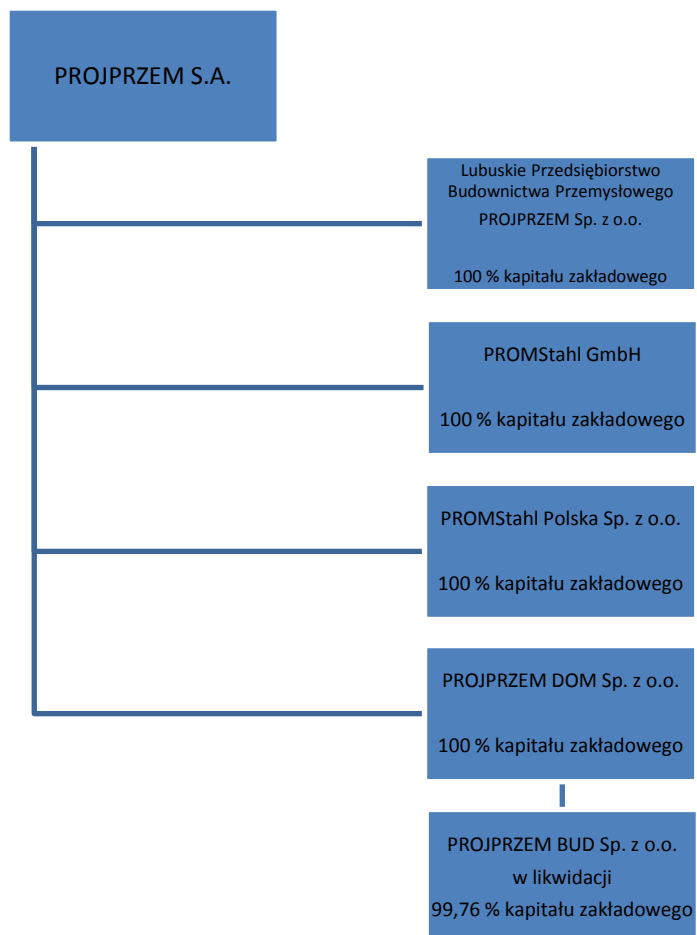 PROJPRZEM S.A.
Lubuskie Przedsiębiorstwo
Budownictwa Przemysłowego
PROJPRZEM Sp. z o.o.
100 % kapitału zakładowego
PROMStahl GmbH
100 % kapitału zakładowego
PROMStahl Polska Sp. z o.o.
100 % kapitału zakładowego
PROJPRZEM DOM Sp. z o.o.
100 % kapitału zakładowego
PROJPRZEM BUD Sp. z o.o.
w likwidacji
99,76 % kapitału zakładowego